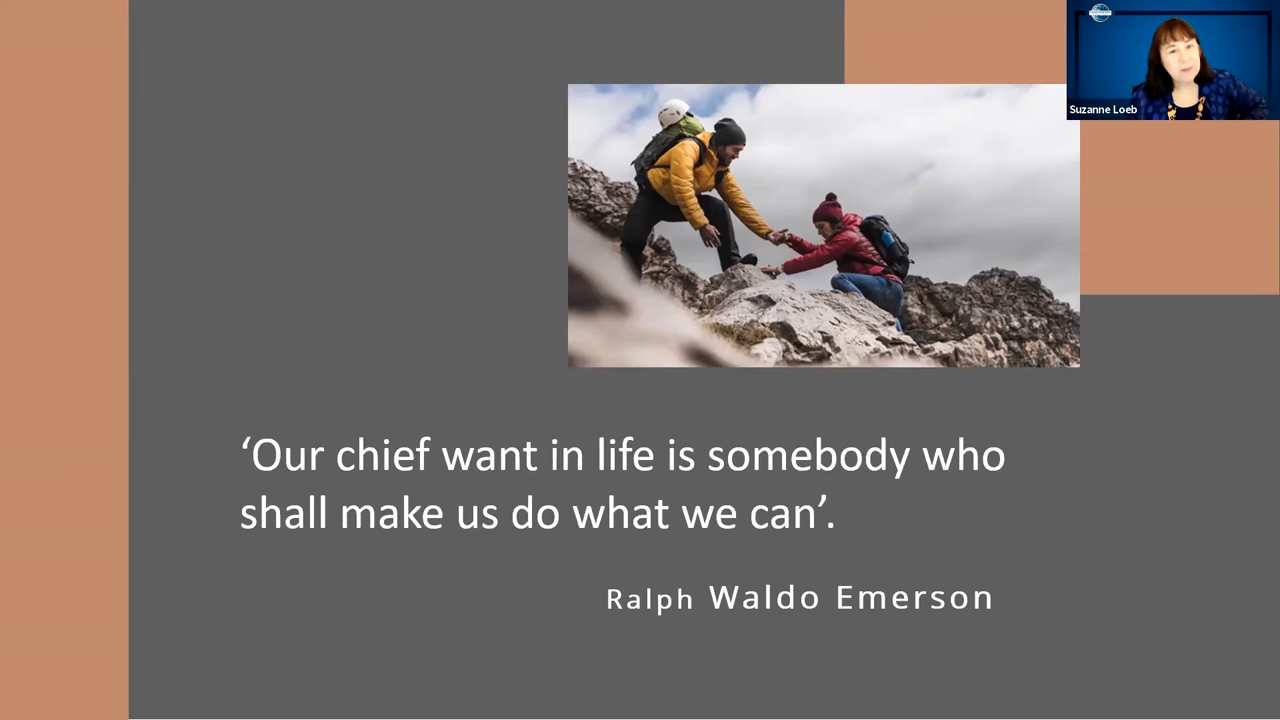 Suzanne Loeb
‘Our chief want in life is somebody who
shall make us do what we can’.
Ralph Waldo Emerson